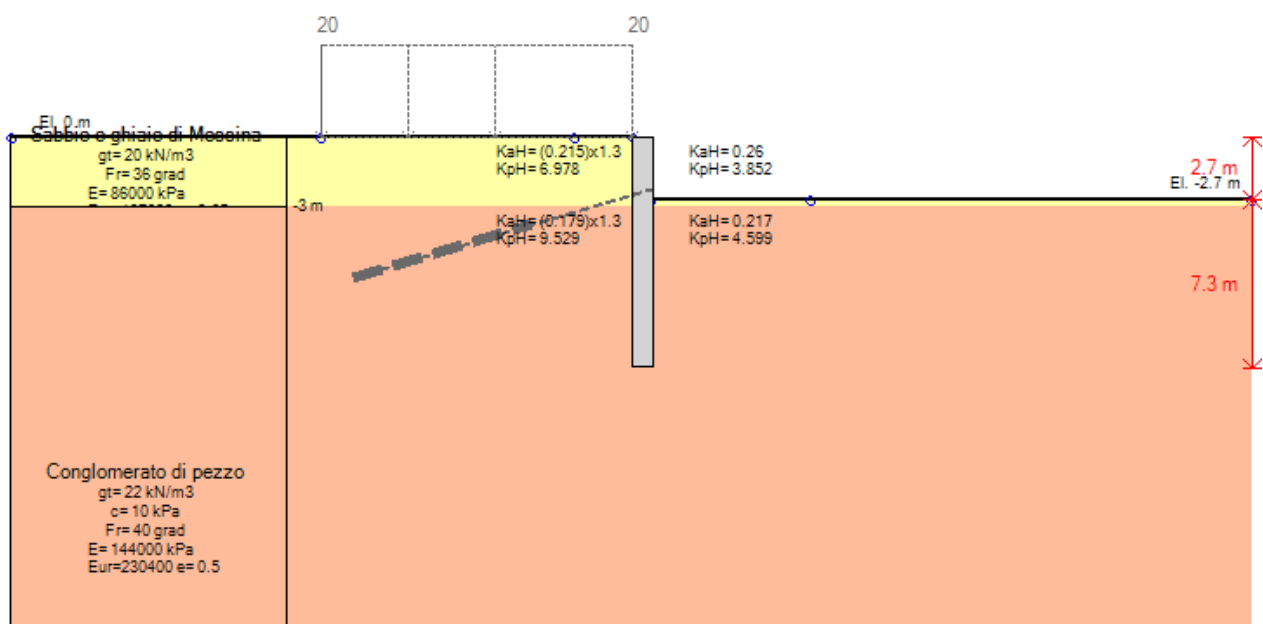 20
20
El. 0 m
Sabbie e ghiaie di Messina
gt= 20 kN/m3
Fr= 36 grad
E= 86000 kPa
-3 m
KaH= (0.215)x1.3
KpH= 6.978
KaH= 0.26
KpH= 3.852
2.7 m
El. -2.7 m
KaH= (0.179)x1.3
KpH= 9.529
KaH= 0.217
KpH= 4.599
7.3 m
Conglomerato di pezzo
gt= 22 kN/m3
c= 10 kPa
Fr= 40 grad
E= 144000 kPa
Eur=230400 e= 0.5